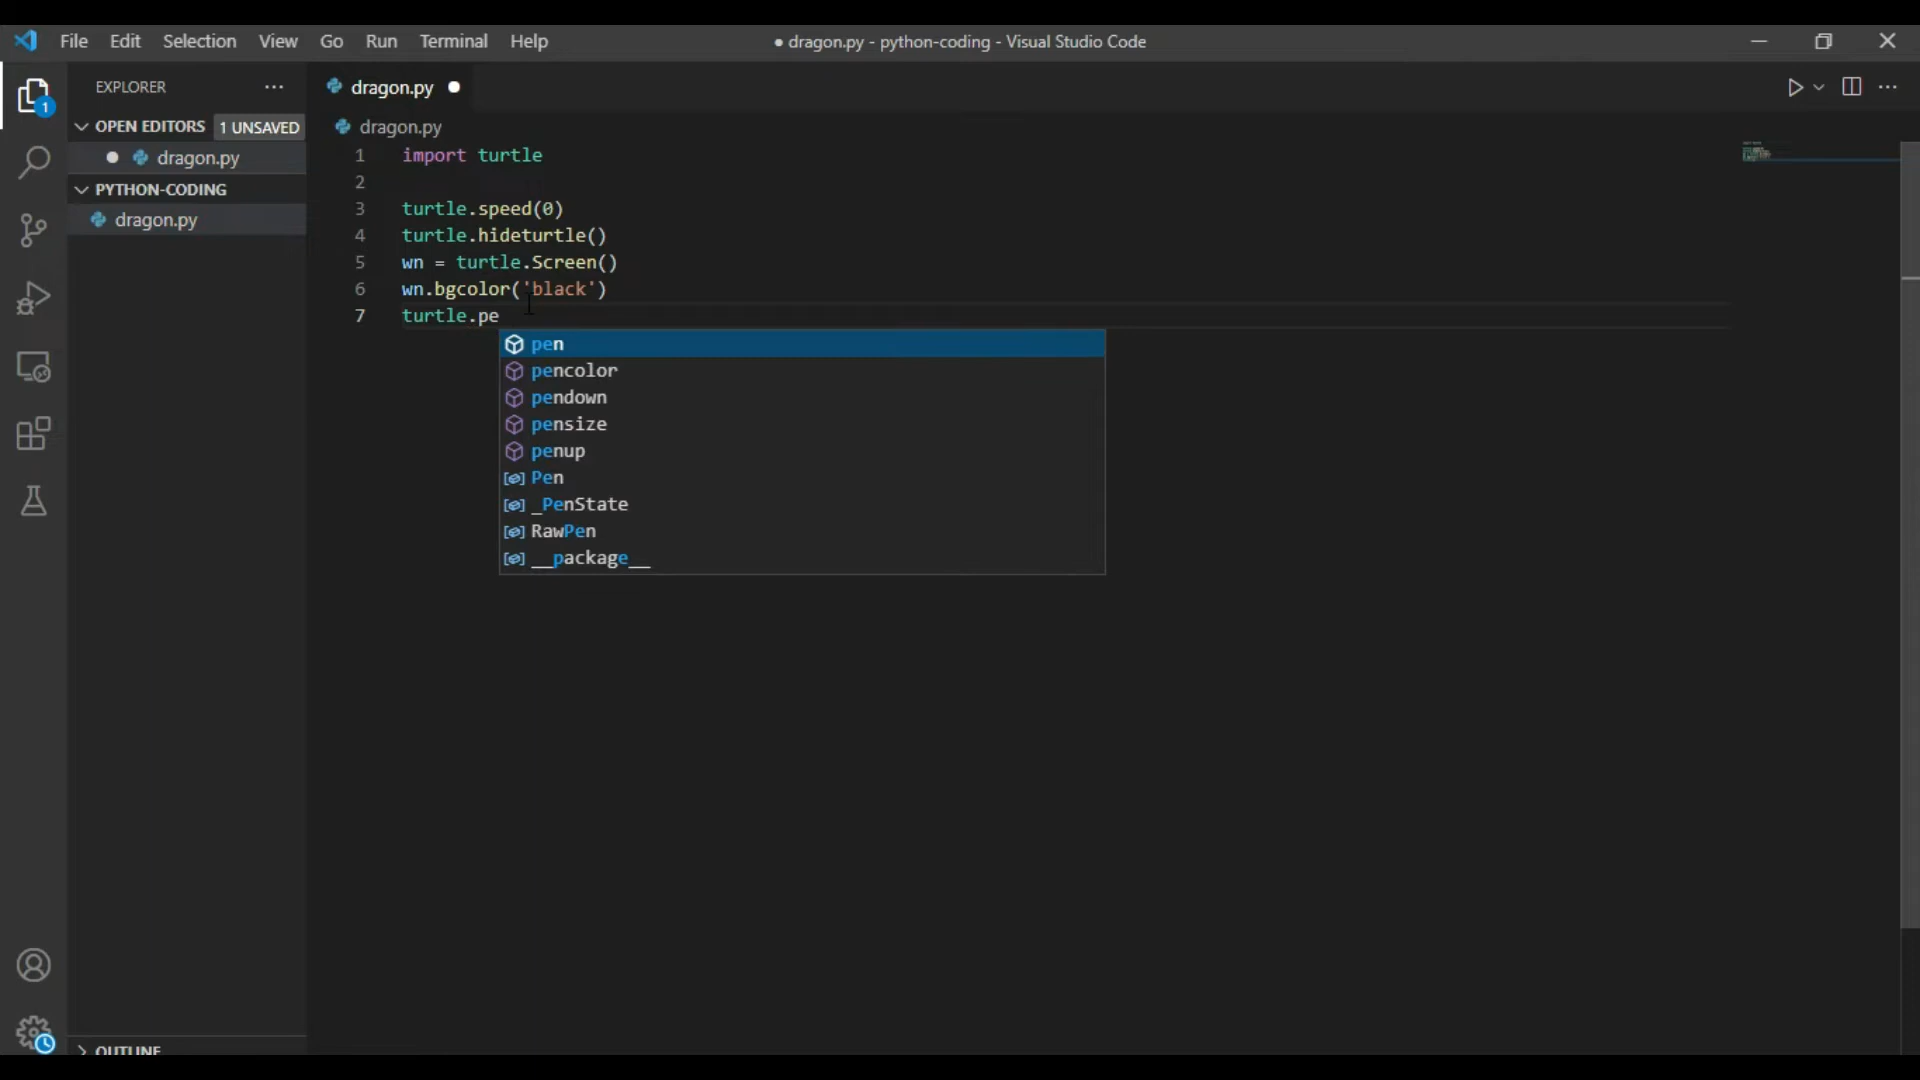 File Edit Selection View Go Run Terminal Help
● dragon.py - python-coding - Visual Studio Code
EXPLORER
1
OPEN EDITORS 1 UNSAVED
dragon.py
PYTHON-CODING
dragon.py
OUTLINE
dragon.py
dragon.py
1 import turtle
2
3 turtle.speed(0)
4 turtle.hideturtle()
5 wn = turtle.Screen()
6 wn.bgcolor('black')
7 turtle.pe
pen
pencolor
pendown
pensize
penup
Pen
_PenState
RawPen
__package__